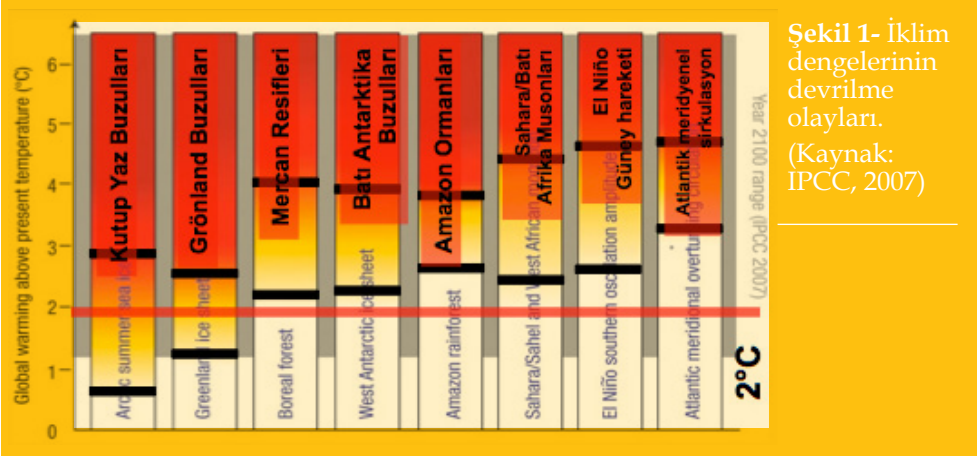 Global warming above present temperature (°C)
6
5
4
3
2
1
0
Kutup Yaz Buzulları
Arctic summer sea ice
Grönland Buzulları
Greenland ice sheet
Mercan Resifleri
Boreal forest
Batı Antarktika
Buzulları
West Antarctic ice sheet
Amazon Ormanları
Amazon rainforest
Sahara/Batı
Afrika Musonları
Sahara/Sahel and West African
El Niño
Güney hareketi
El Niño southern oscillation amplitude
Atlantik meridyenel
sirkulasyon
Atlantic meridional overturning
Year 2100 range (IPCC 2007)
2°C
Şekil 1- İklim
dengelerinin
devrilme
olayları.
(Kaynak:
IPCC, 2007)